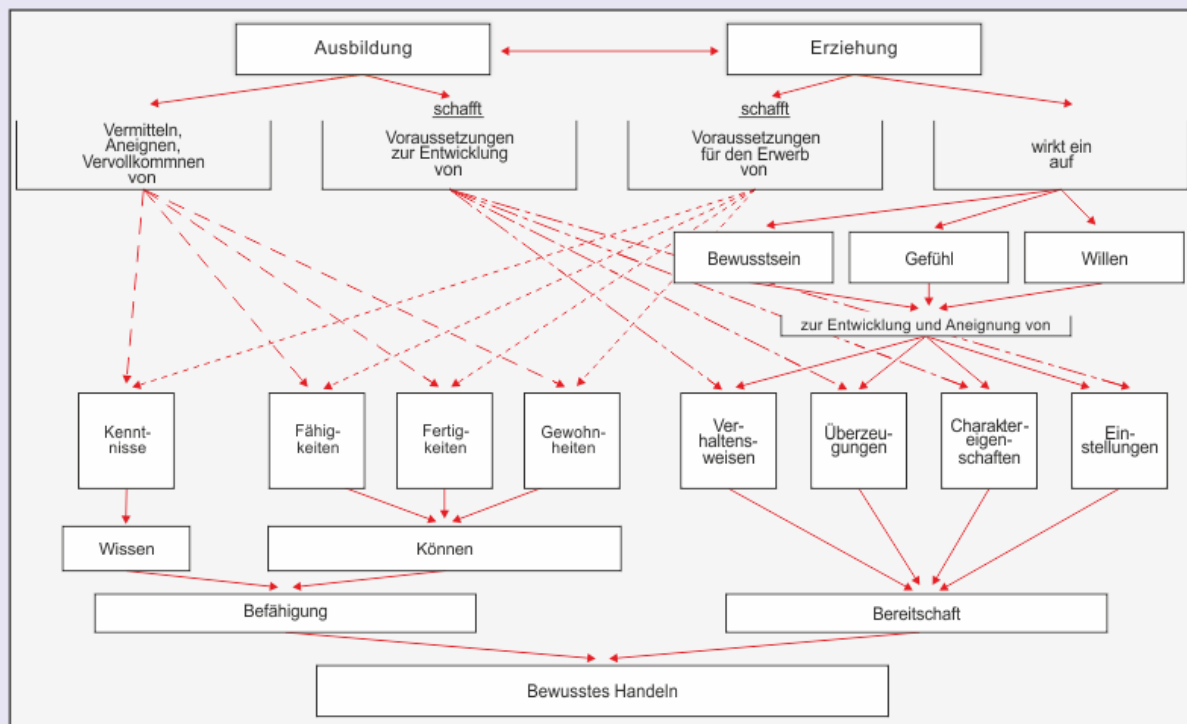 Ausbildung
Erziehung
Vermitteln,
Aneignen,
Vervollkommnen
von
schafft
Voraussetzungen
zur Entwicklung
von
schafft
Voraussetzungen
für den Erwerb
von
wirkt ein
auf
Bewusstsein
Gefühl
Willen
zur Entwicklung und Aneignung von
Kennt-
nisse
Fähig-
keiten
Fertig-
keiten
Gewohn-
heiten
Ver-
haltens-
weisen
Überzeu-
gungen
Charakter-
eigen-
schaften
Ein-
stellungen
Wissen
Können
Befähigung
Bereitschaft
Bewusstes Handeln